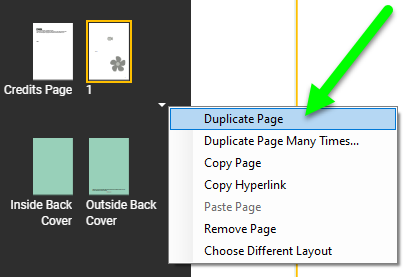 Credits Page
1
Duplicate Page
Duplicate Page Many Times...
Copy Page
Copy Hyperlink
Paste Page
Remove Page
Choose Different Layout
Inside Back
Cover
Outside Back
Cover